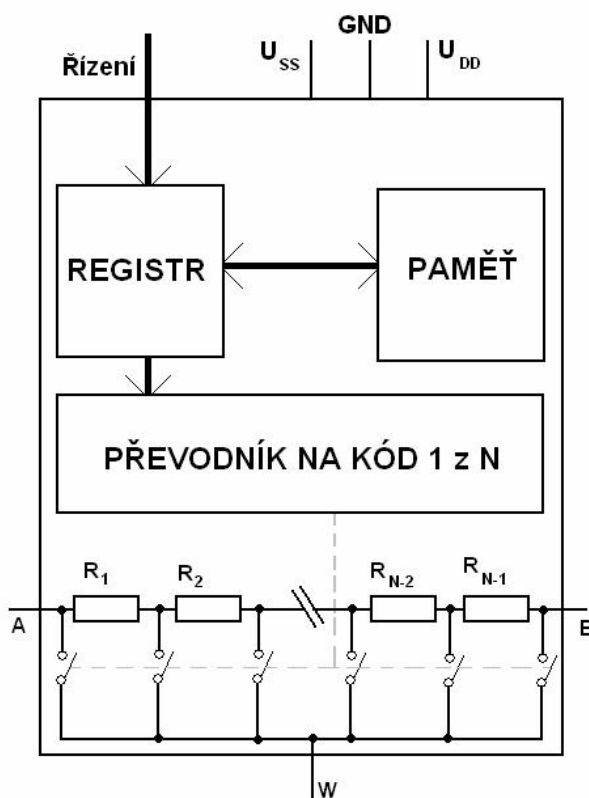 GND
U_SS
U_DD
Řízení
REGISTR
PAMĚŤ
PŘEVODNÍK NA KÓD 1 z N
R_1
R_2
R_N-2
R_N-1
A
B
W